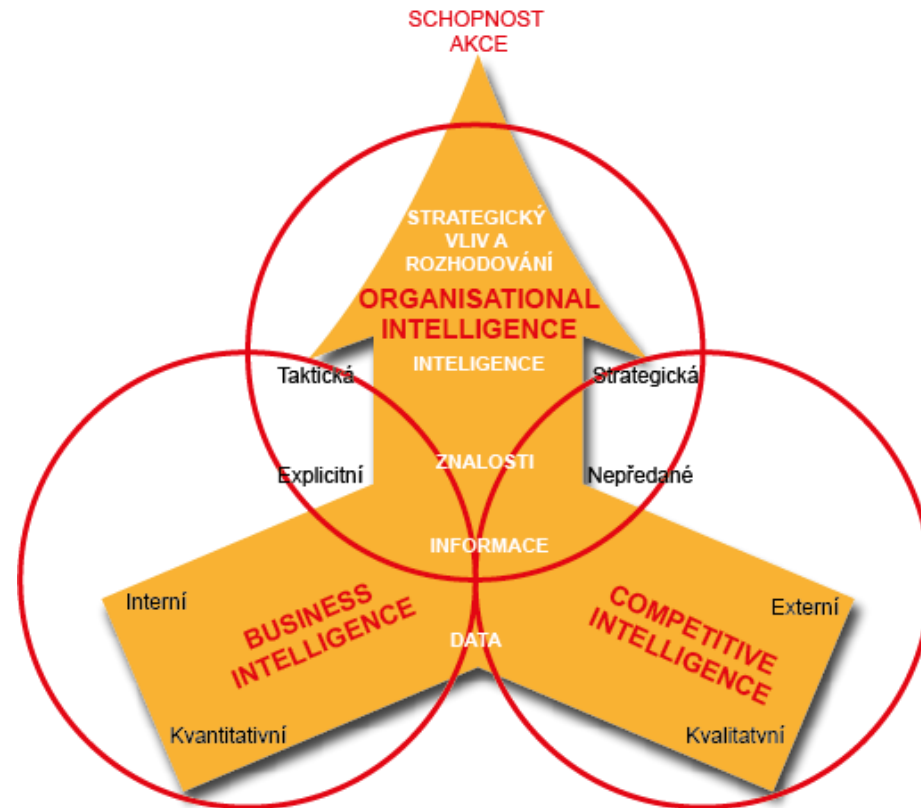 SCHOPNOST
AKCE
STRATEGICKÝ
VLIV A
ROZHODOVÁNÍ
ORGANISATIONAL
INTELLIGENCE
INTELIGENCE
Taktická
Strategická
ZNALOSTI
Explicitní
Nepředané
INFORMACE
Interní
Externí
BUSINESS
INTELLIGENCE
COMPETITIVE
INTELLIGENCE
DATA
Kvantitativní
Kvalitatvní